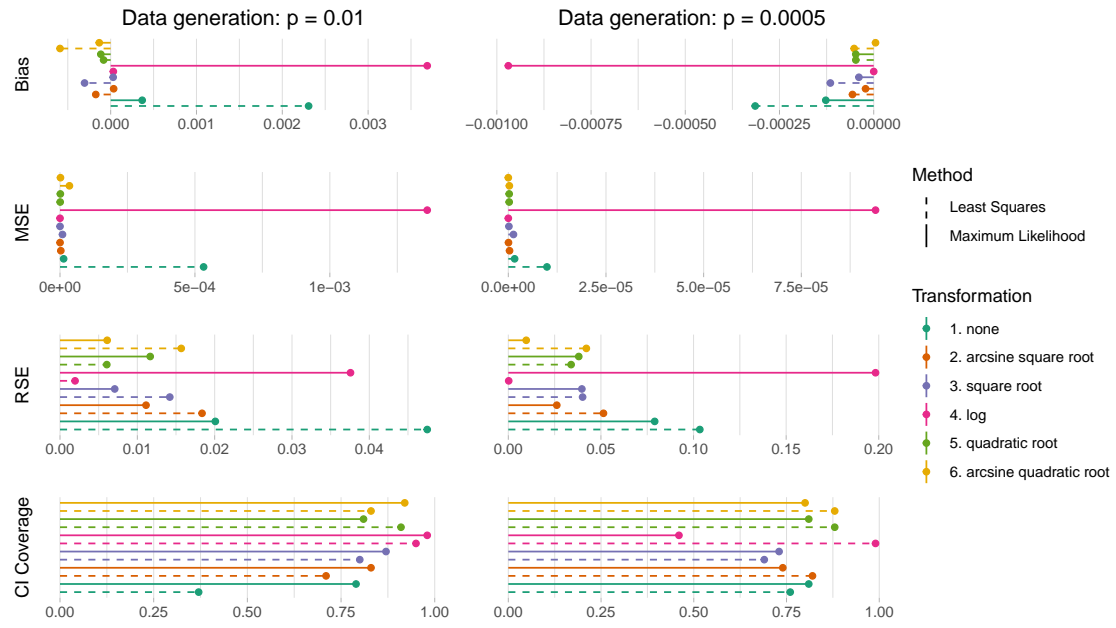 Data generation: p = 0.01
Data generation: p = 0.0005
Bias
0.000 0.001 0.002 0.003
−0.00100 −0.00075 −0.00050 −0.00025 0.00000
MSE
0e+00 5e−04 1e−03
0.0e+00 2.5e−05 5.0e−05 7.5e−05
RSE
0.00 0.01 0.02 0.03 0.04
0.00 0.05 0.10 0.15 0.20
CI Coverage
0.00 0.25 0.50 0.75 1.00
0.00 0.25 0.50 0.75 1.00
Method
Least Squares
Maximum Likelihood
Transformation
1. none
2. arcsine square root
3. square root
4. log
5. quadratic root
6. arcsine quadratic root